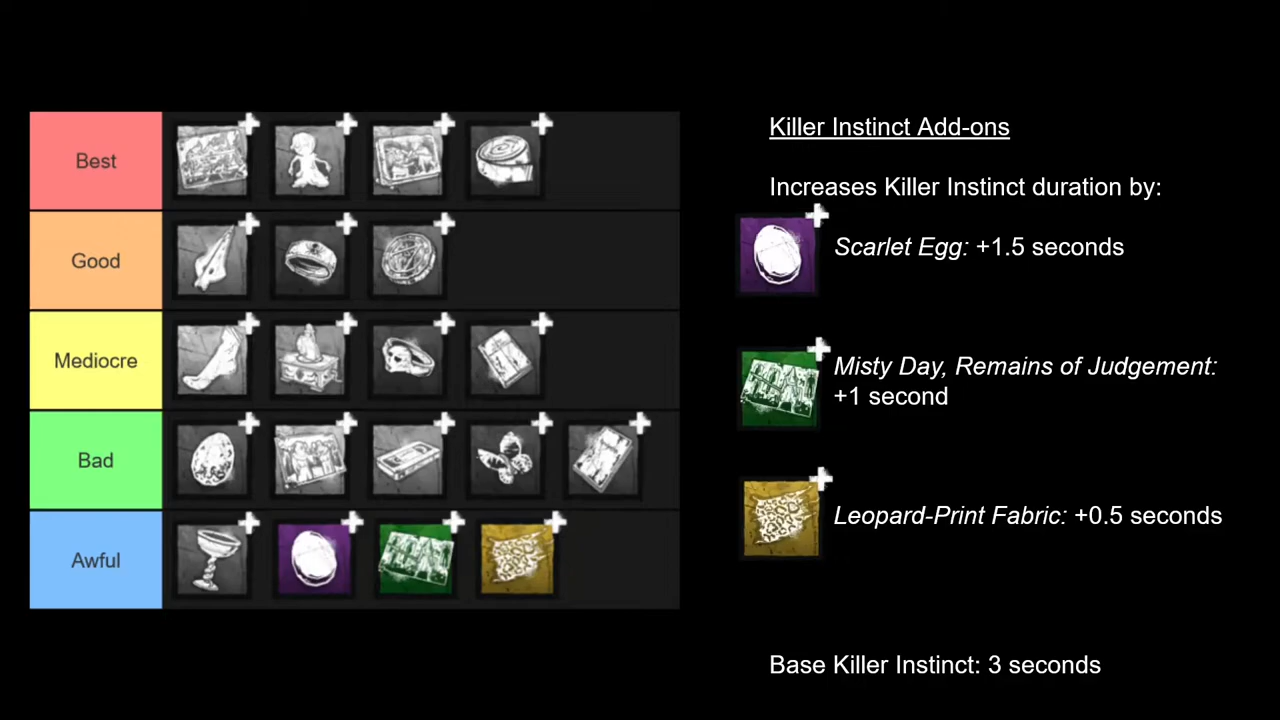 Best
Good
Mediocre
Bad
Awful
Killer Instinct Add-ons
Increases Killer Instinct duration by:
Scarlet Egg: +1.5 seconds
Misty Day, Remains of Judgement:
+1 second
Leopard-Print Fabric: +0.5 seconds
Base Killer Instinct: 3 seconds